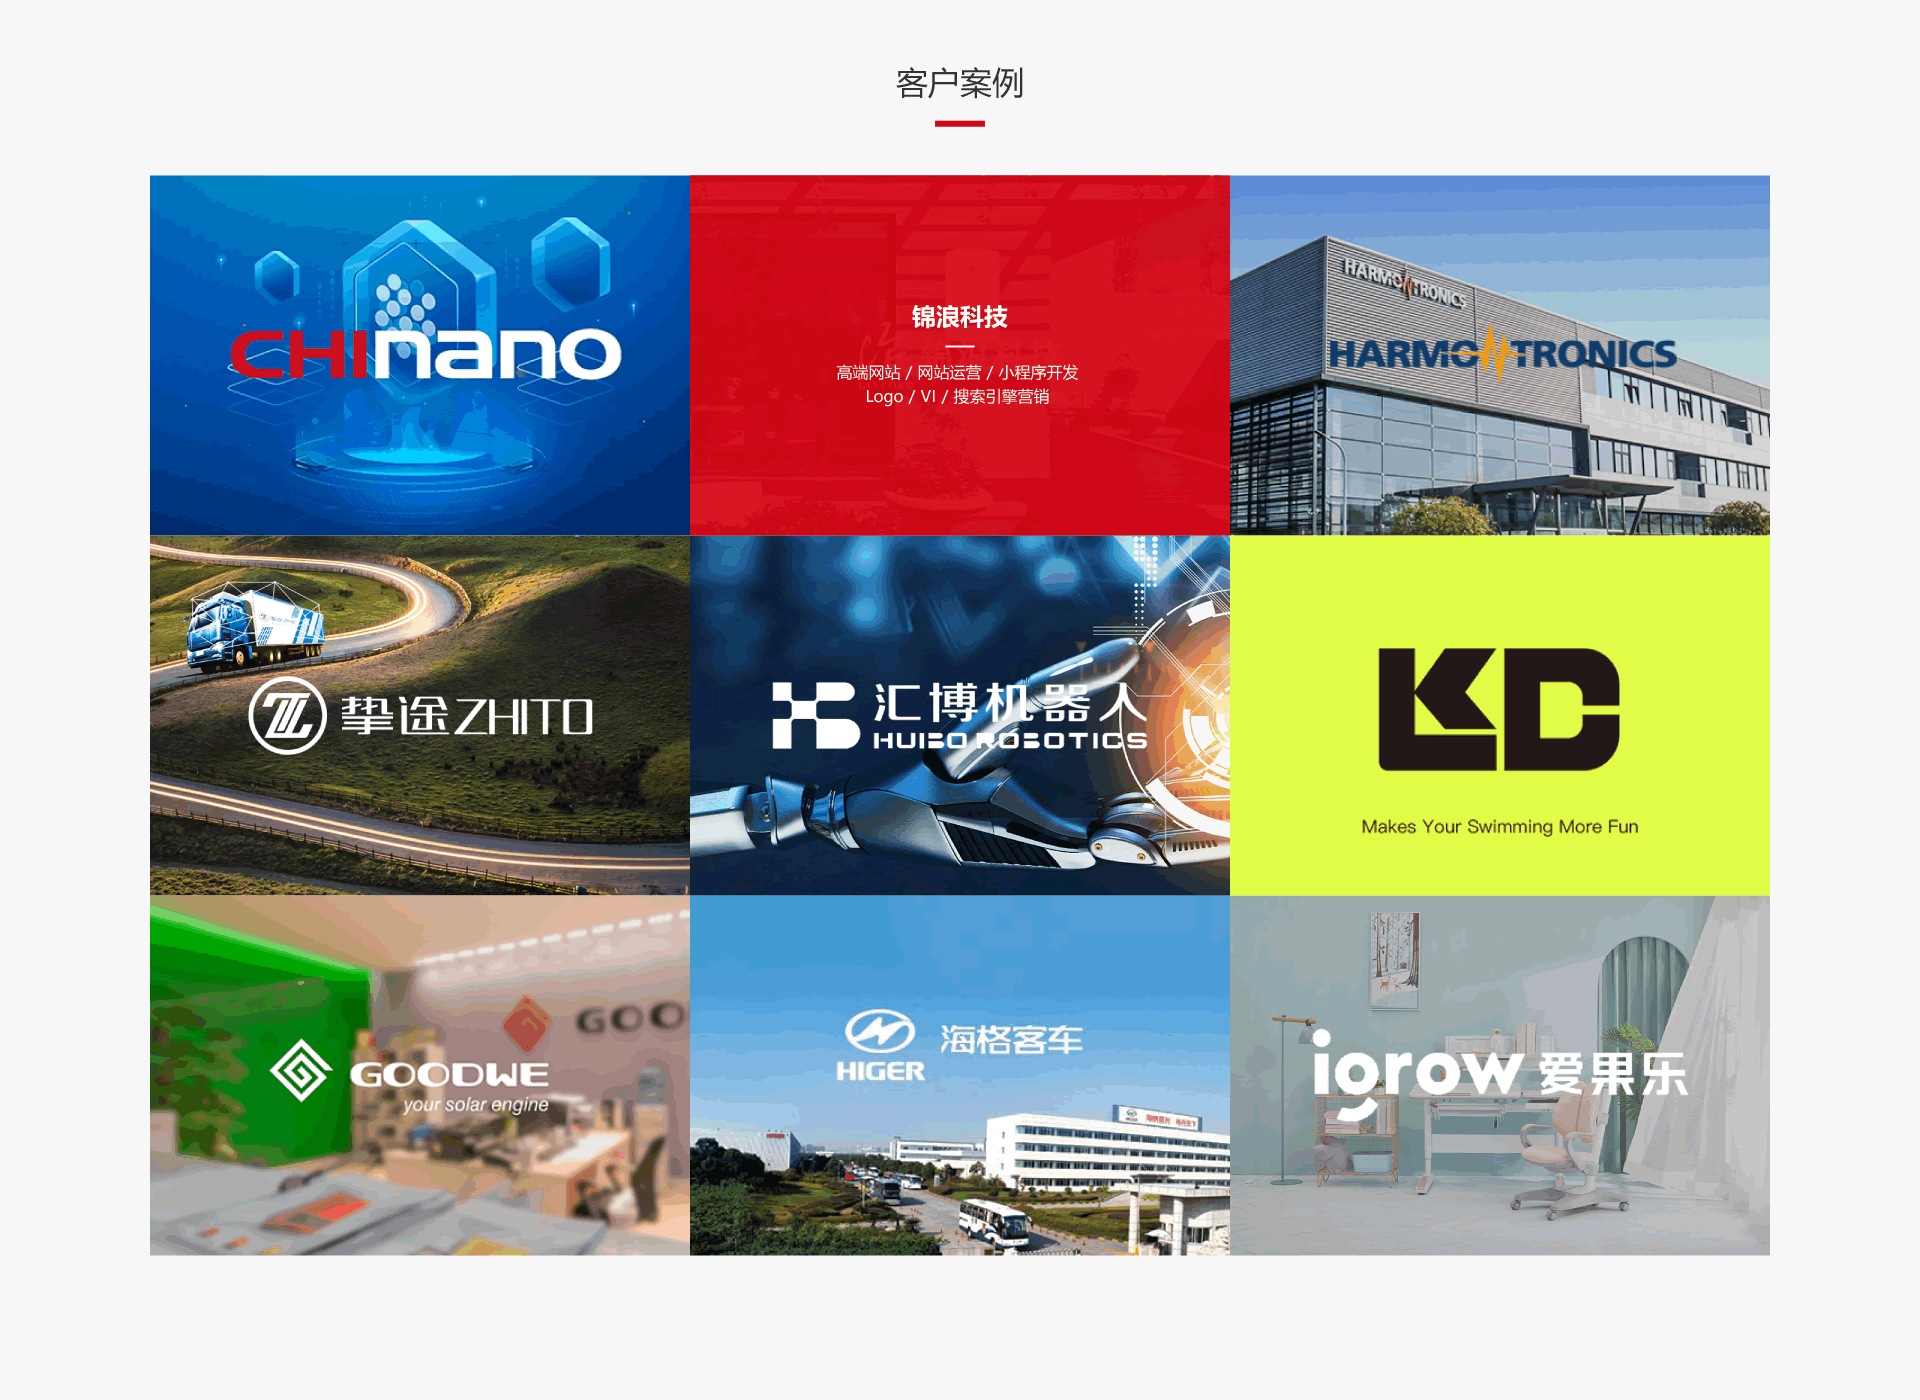 客户案例
CHInano
锦浪科技
高端网站 / 网站运营 / 小程序开发
Logo / VI / 搜索引擎营销
HARMONTRONICS
HARMONTRONICS
挚途 ZHITO
汇博机器人
HUIBO ROBOTICS
KD
Makes Your Swimming More Fun
GOO
GOODWE
your solar engine
海格客车
HIGER
igrow 爱果乐